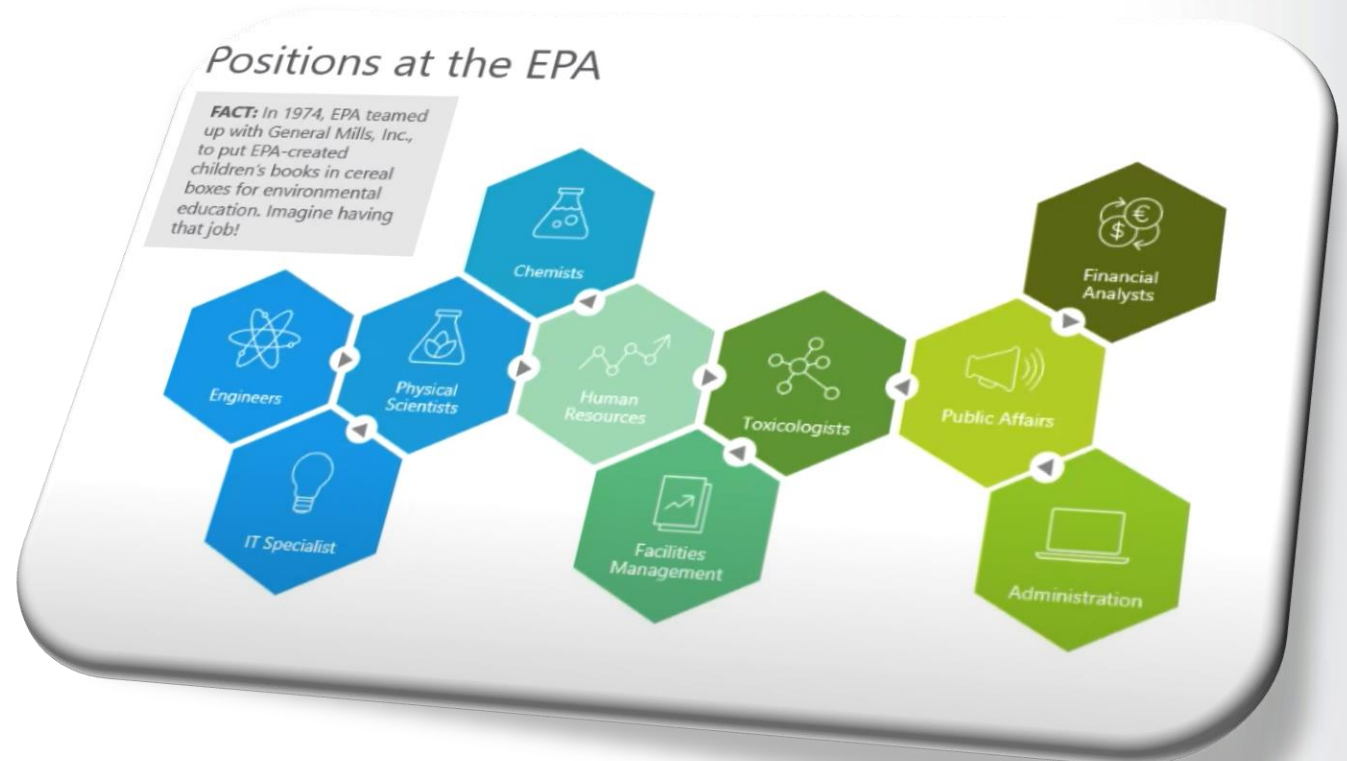 Positions at the EPA
FACT: In 1974, EPA teamed
up with General Mills, Inc.,
to put EPA-created
children's books in cereal
boxes for environmental
education. Imagine having
that job!
Chemists
Financial
Analysts
Engineers
Physical
Scientists
Human
Resources
Toxicologists
Public Affairs
IT Specialist
Facilities
Management
Administration
€
$